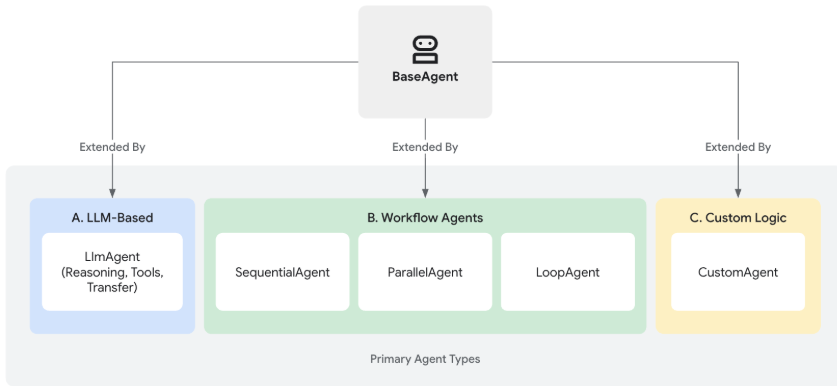 BaseAgent
Extended By
Extended By
Extended By
A. LLM-Based
LlmAgent
(Reasoning, Tools,
Transfer)
B. Workflow Agents
SequentialAgent
ParallelAgent
LoopAgent
C. Custom Logic
CustomAgent
Primary Agent Types